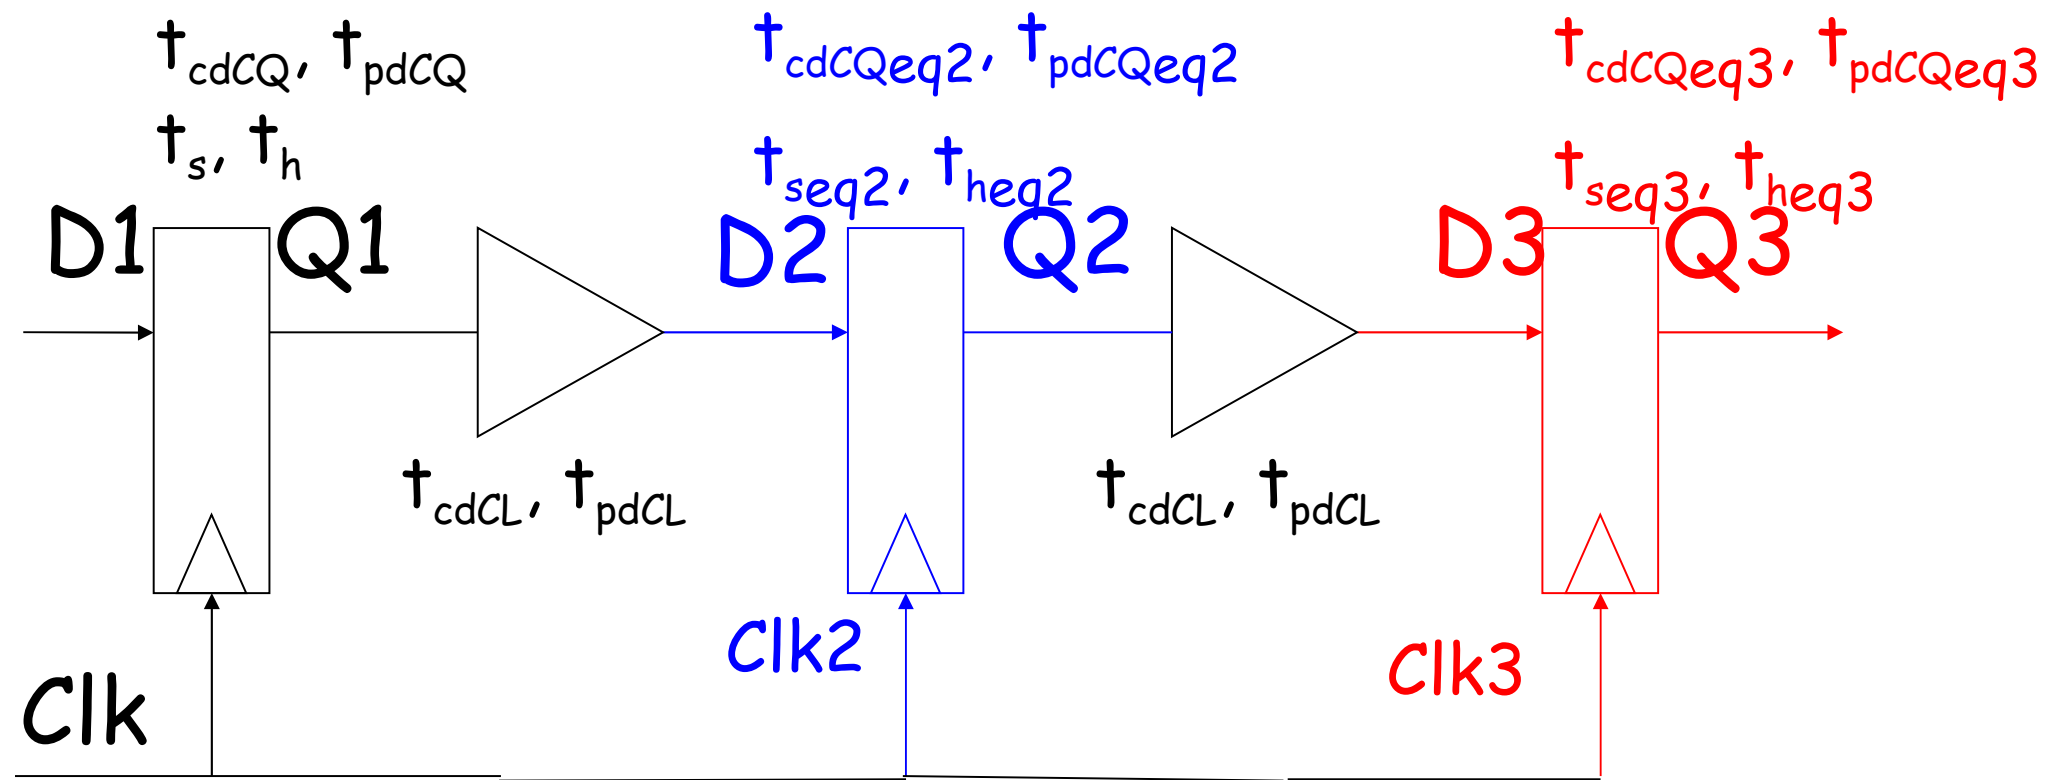 tcdCQ, tpdCQ
ts, th
tcdCQeq2, tpdCQeq2
tseq2, theq2
tcdCQeq3, tpdCQeq3
tseq3, theq3
D1 Q1 D2 Q2 D3 Q3
tcdCL, tpdCL tcdCL, tpdCL
Clk Clk2 Clk3